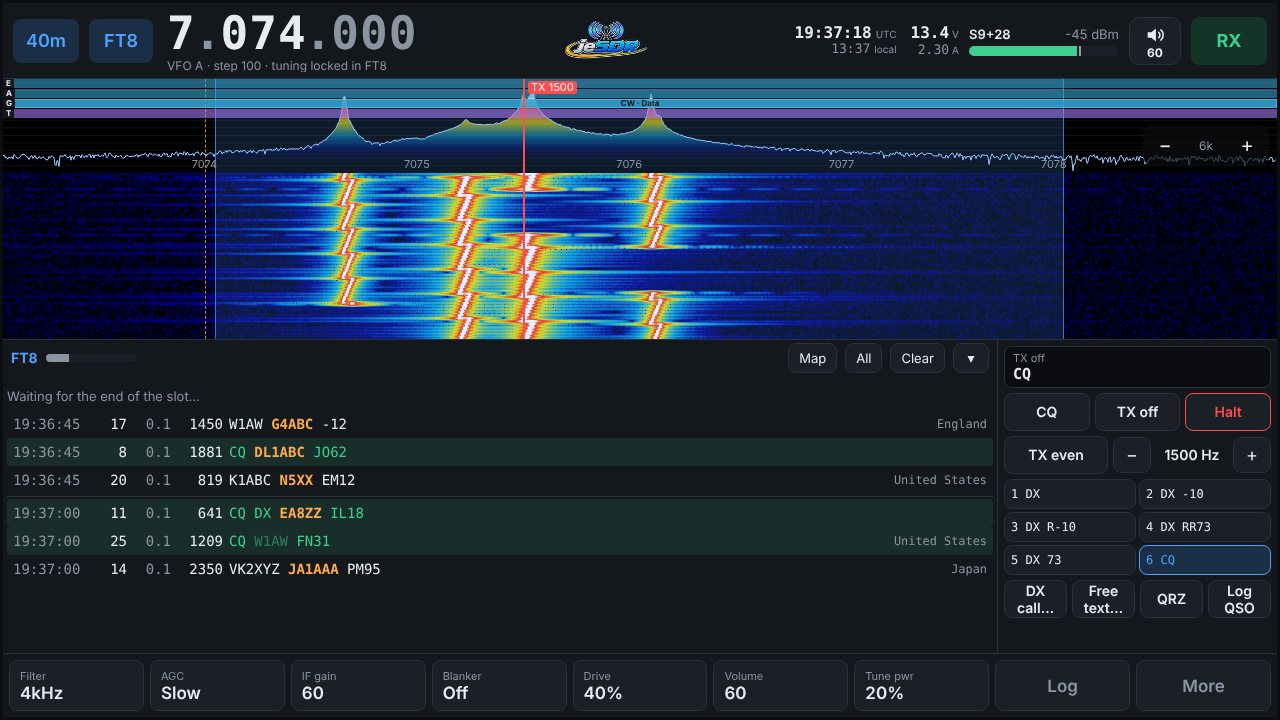 40m
FT8
7.074.000
VFO A · step 100 · tuning locked in FT8
jeSDR
19:37:18 UTC
13:37 local
13.4 V
2.30 A
S9+28 -45 dBm
60
RX
E
A
G
T
TX 1500
CW · Data
7074 7075 7076 7077 7078
− 6k +
FT8
Map
All
Clear
▼
Waiting for the end of the slot…
19:36:45 17 0.1 1450 W1AW G4ABC -12 England
19:36:45 8 0.1 1881 CQ DL1ABC JO62
19:36:45 20 0.1 819 K1ABC N5XX EM12 United States
19:37:00 11 0.1 641 CQ DX EA8ZZ IL18
19:37:00 25 0.1 1209 CQ W1AW FN31 United States
19:37:00 14 0.1 2350 VK2XYZ JA1AAA PM95 Japan
TX off
CQ
CQ
TX off
Halt
TX even
− 1500 Hz +
1 DX
2 DX -10
3 DX R-10
4 DX RR73
5 DX 73
6 CQ
DX
call…
Free
text…
QRZ
Log
QSO
Filter
4kHz
AGC
Slow
IF gain
60
Blanker
Off
Drive
40%
Volume
60
Tune pwr
20%
Log
More